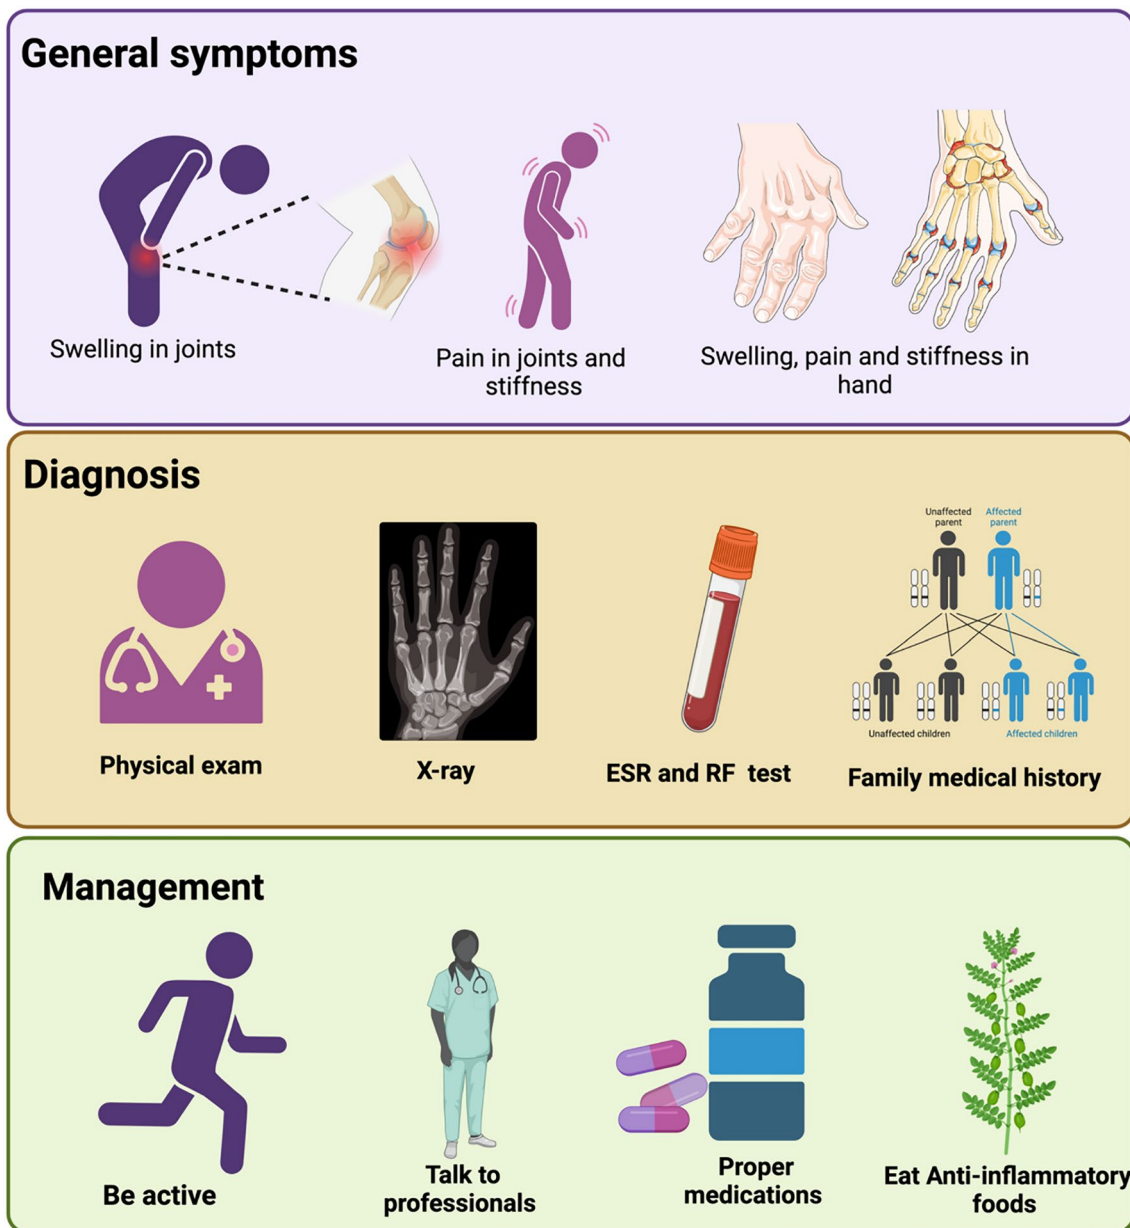 General symptoms
Swelling in joints
Pain in joints and
stiffness
Swelling, pain and stiffness in
hand
Diagnosis
Unaffected
parent
Affected
parent
Unaffected children
Affected children
Physical exam
X-ray
ESR and RF test
Family medical history
Management
Be active
Talk to
professionals
Proper
medications
Eat Anti-inflammatory
foods